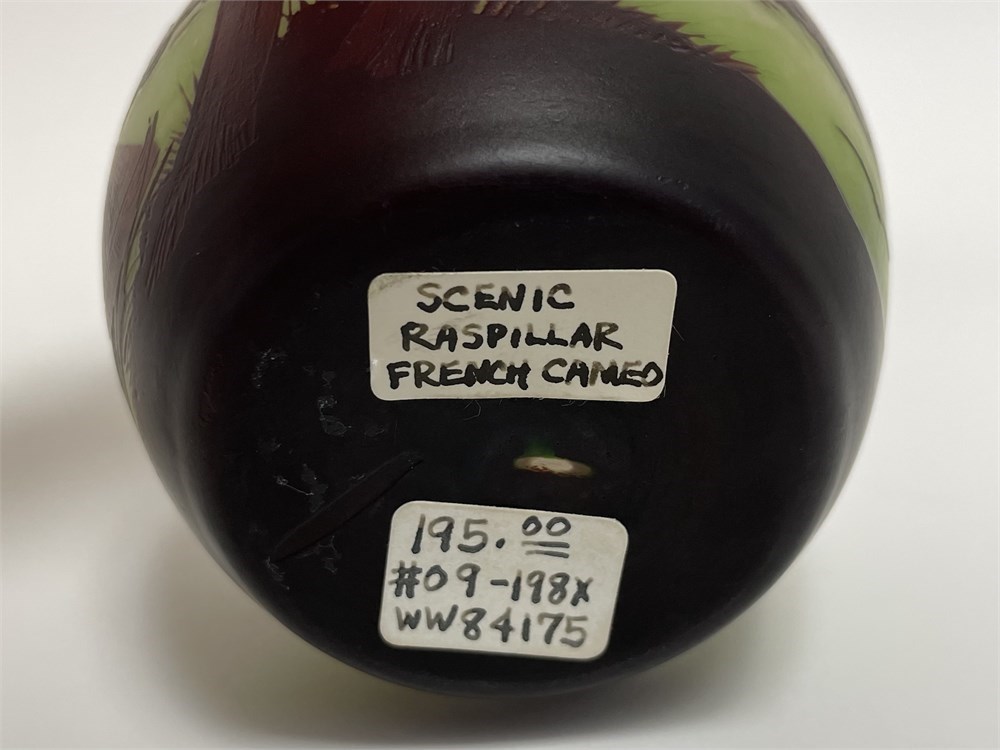 SCENIC
RASPILLAR
FRENCH CAMEO
195.00
#09-198X
WW84175